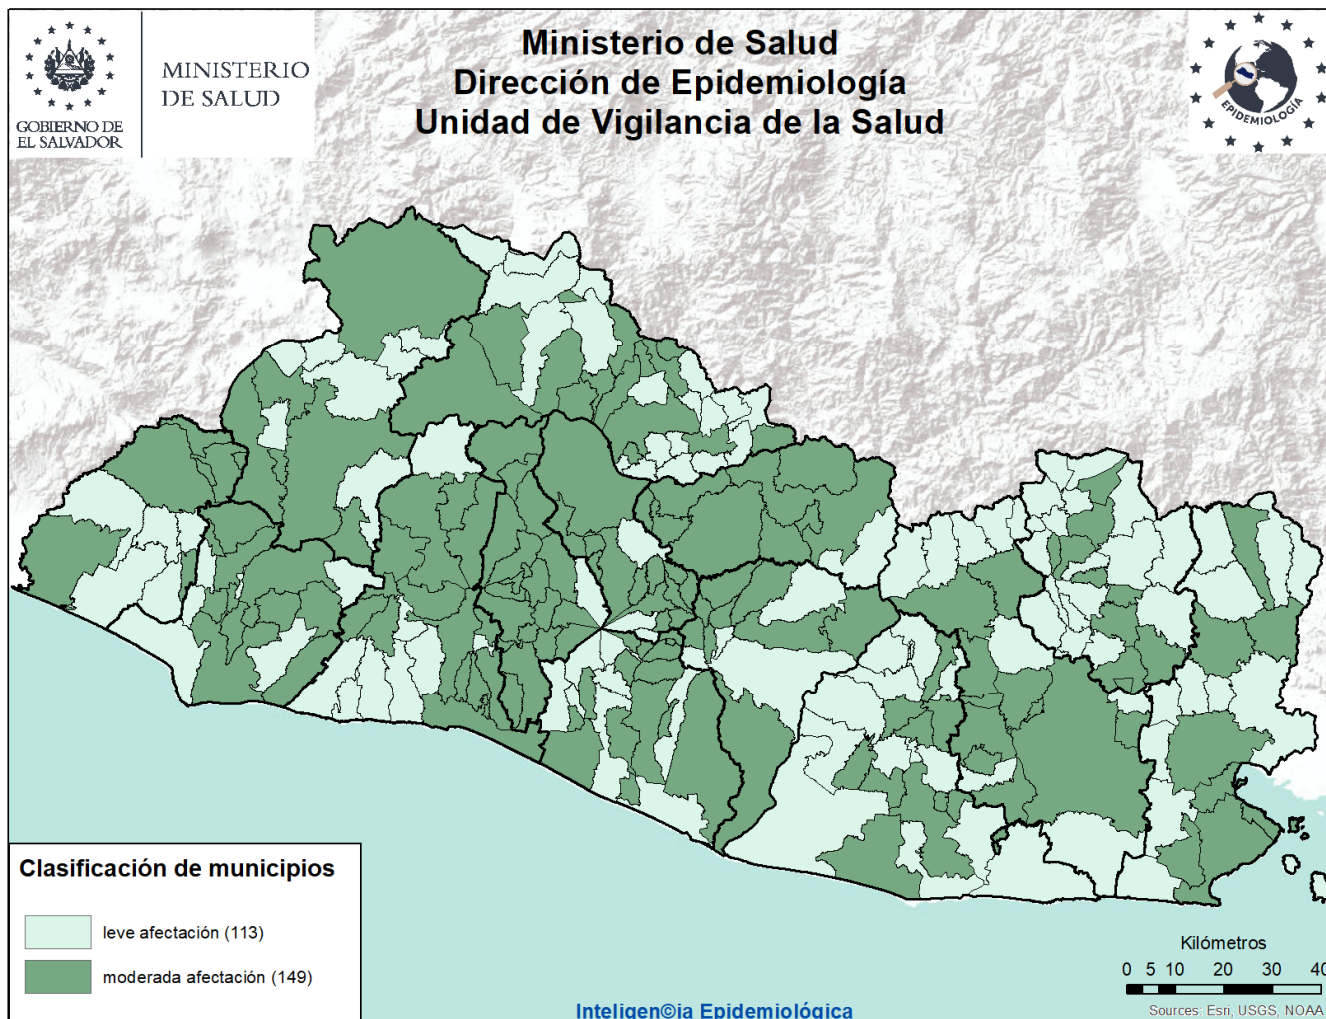 GOBIERNO DE
EL SALVADOR
MINISTERIO
DE SALUD
Ministerio de Salud
Dirección de Epidemiología
Unidad de Vigilancia de la Salud
EPIDEMIOLOGÍA
Clasificación de municipios
leve afectación (113)
moderada afectación (149)
Inteligen©ia Epidemiológica
Kilómetros
0 5 10 20 30 40
Sources: Esri, USGS, NOAA